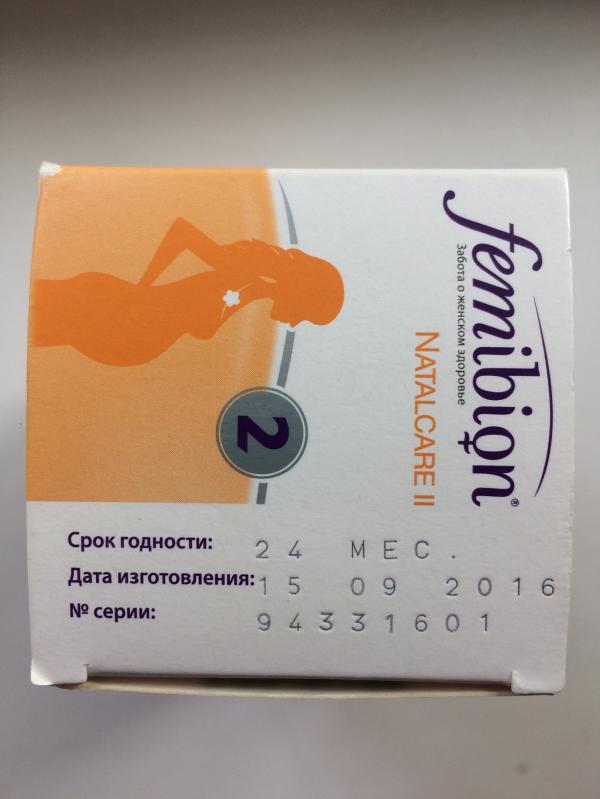 femibion®
Забота о женском здоровье
NATALCARE II
2
Срок годности: 24 МЕС.
Дата изготовления: 15 09 2016
№ серии: 94331601